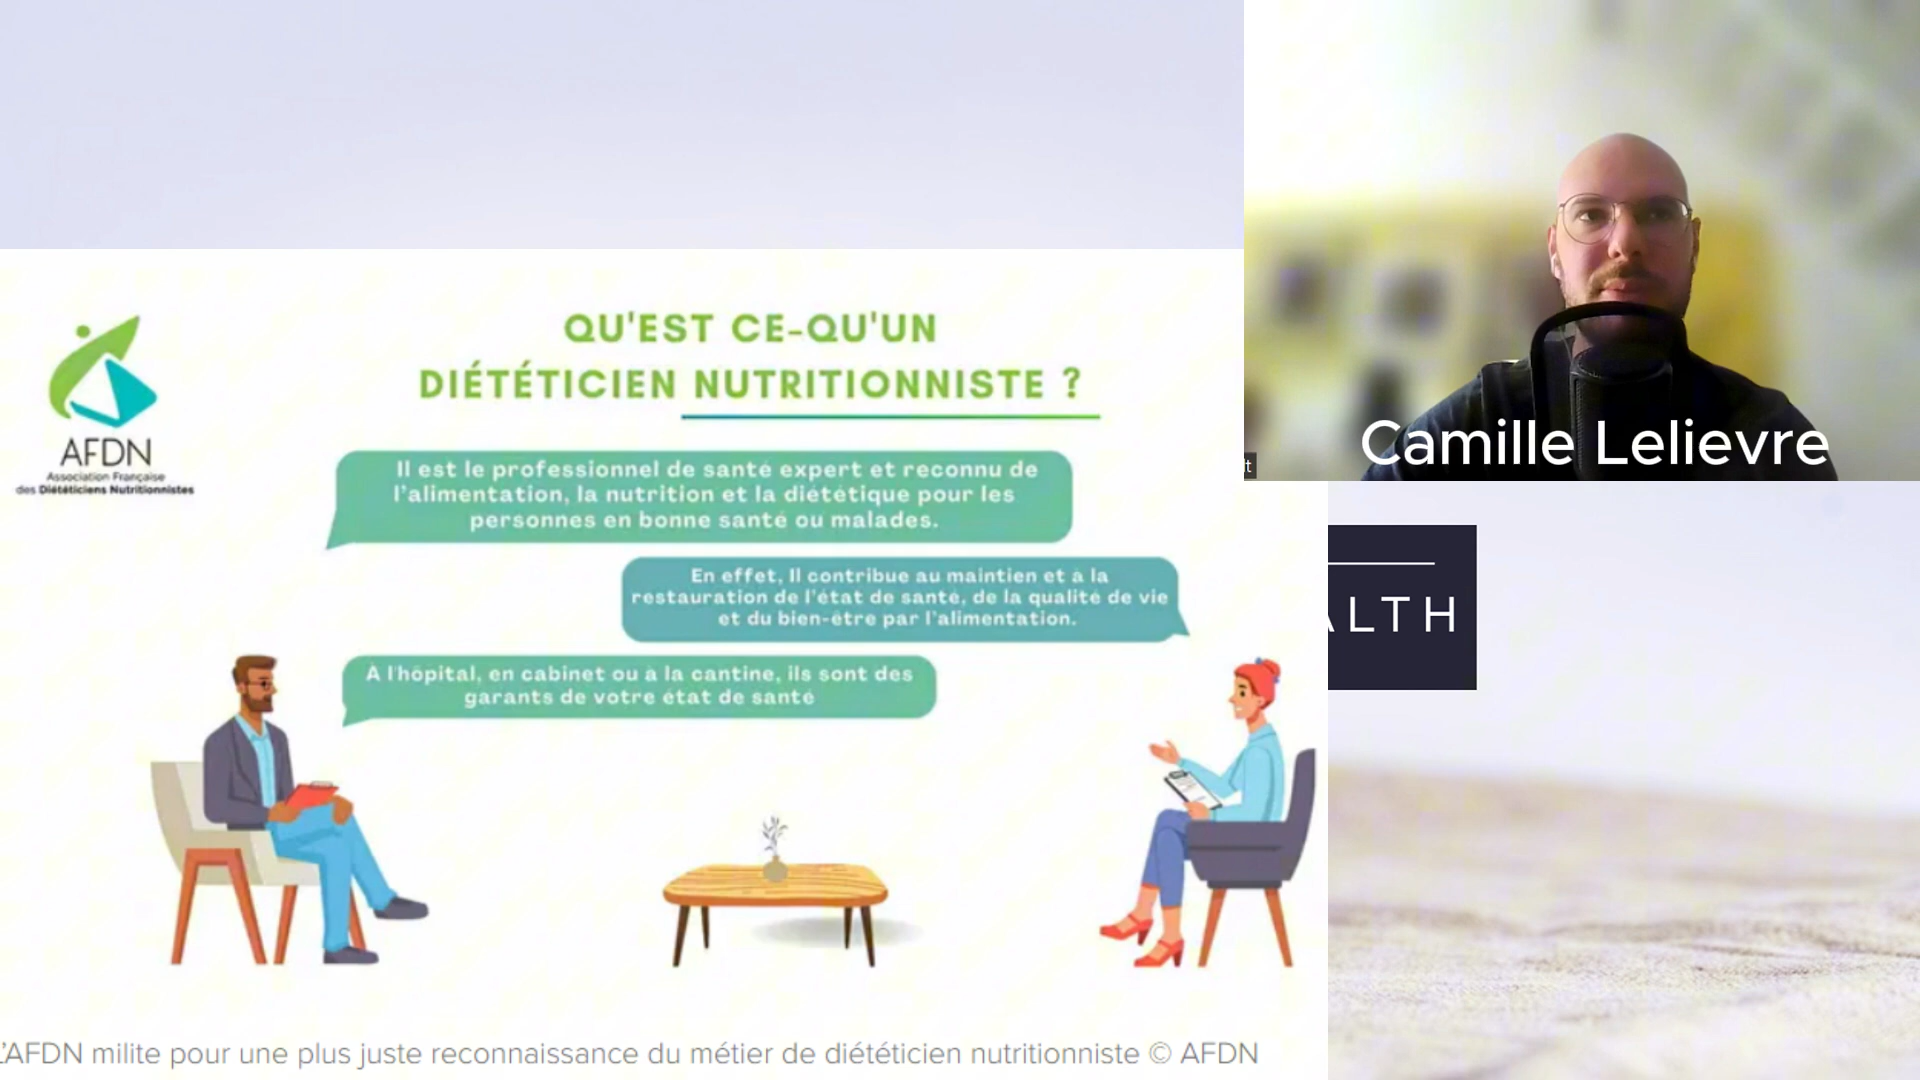 QU'EST CE-QU'UN
DIÉTÉTICIEN NUTRITIONNISTE ?
AFDN
Association Française
des Diététiciens Nutritionnistes
Il est le professionnel de santé expert et reconnu de
l'alimentation, la nutrition et la diététique pour les
personnes en bonne santé ou malades.
En effet, Il contribue au maintien et à la
restauration de l'état de santé, de la qualité de vie
et du bien-être par l'alimentation.
À l'hôpital, en cabinet ou à la cantine, ils sont des
garants de votre état de santé
L'AFDN milite pour une plus juste reconnaissance du métier de diététicien nutritionniste © AFDN
it
Camille Lelievre
ALTH